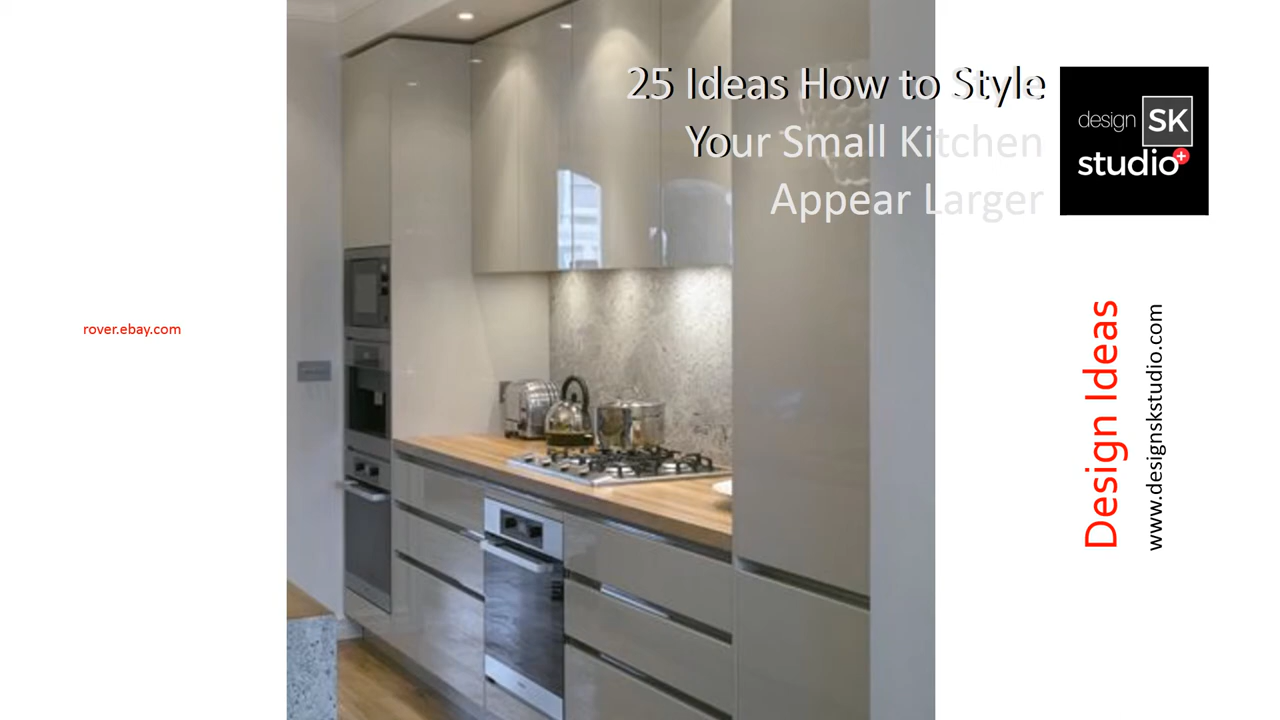 25 Ideas How to Style
Your Small Kitchen
Appear Larger
design SK
studio+
rover.ebay.com
Design Ideas
www.designskstudio.com